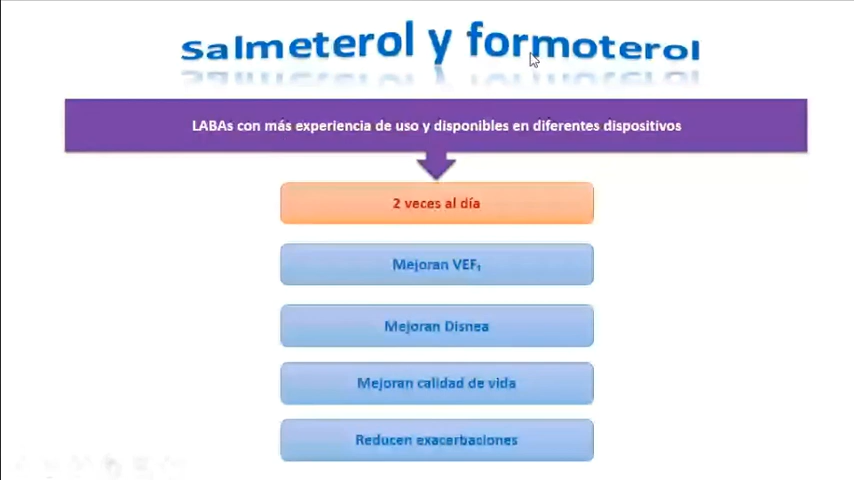 Salmeterol y formoterol
LABAs con más experiencia de uso y disponibles en diferentes dispositivos
2 veces al día
Mejoran VEF₁
Mejoran Disnea
Mejoran calidad de vida
Reducen exacerbaciones